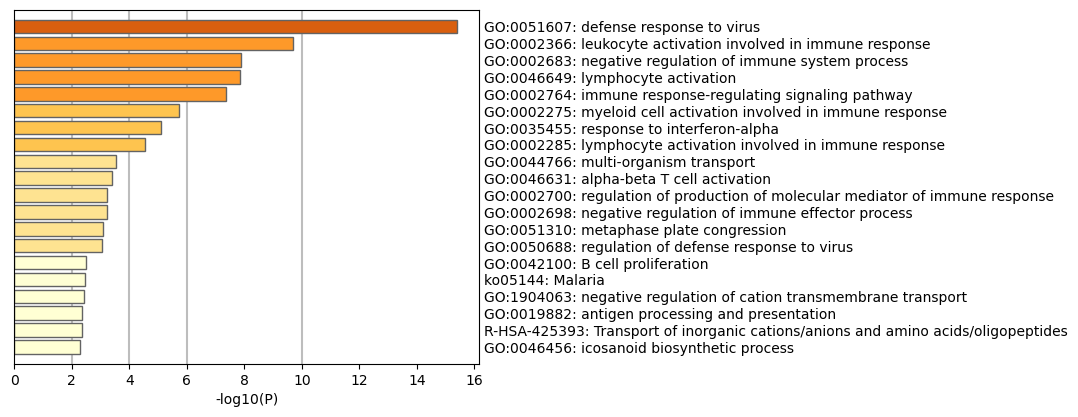 GO:0051607: defense response to virus
GO:0002366: leukocyte activation involved in immune response
GO:0002683: negative regulation of immune system process
GO:0046649: lymphocyte activation
GO:0002764: immune response-regulating signaling pathway
GO:0002275: myeloid cell activation involved in immune response
GO:0035455: response to interferon-alpha
GO:0002285: lymphocyte activation involved in immune response
GO:0044766: multi-organism transport
GO:0046631: alpha-beta T cell activation
GO:0002700: regulation of production of molecular mediator of immune response
GO:0002698: negative regulation of immune effector process
GO:0051310: metaphase plate congression
GO:0050688: regulation of defense response to virus
GO:0042100: B cell proliferation
ko05144: Malaria
GO:1904063: negative regulation of cation transmembrane transport
GO:0019882: antigen processing and presentation
R-HSA-425393: Transport of inorganic cations/anions and amino acids/oligopeptides
GO:0046456: icosanoid biosynthetic process
0 2 4 6 8 10 12 14 16
-log10(P)